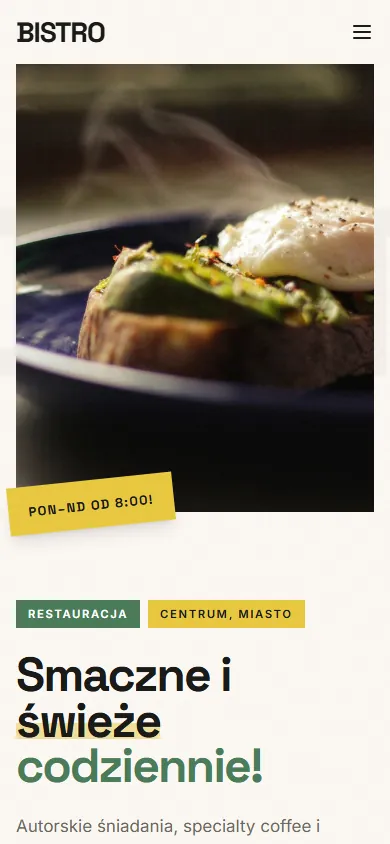 BISTRO
PON–ND OD 8:00!
RESTAURACJA
CENTRUM, MIASTO
Smaczne i
świeże
codziennie!
Autorskie śniadania, specialty coffee i